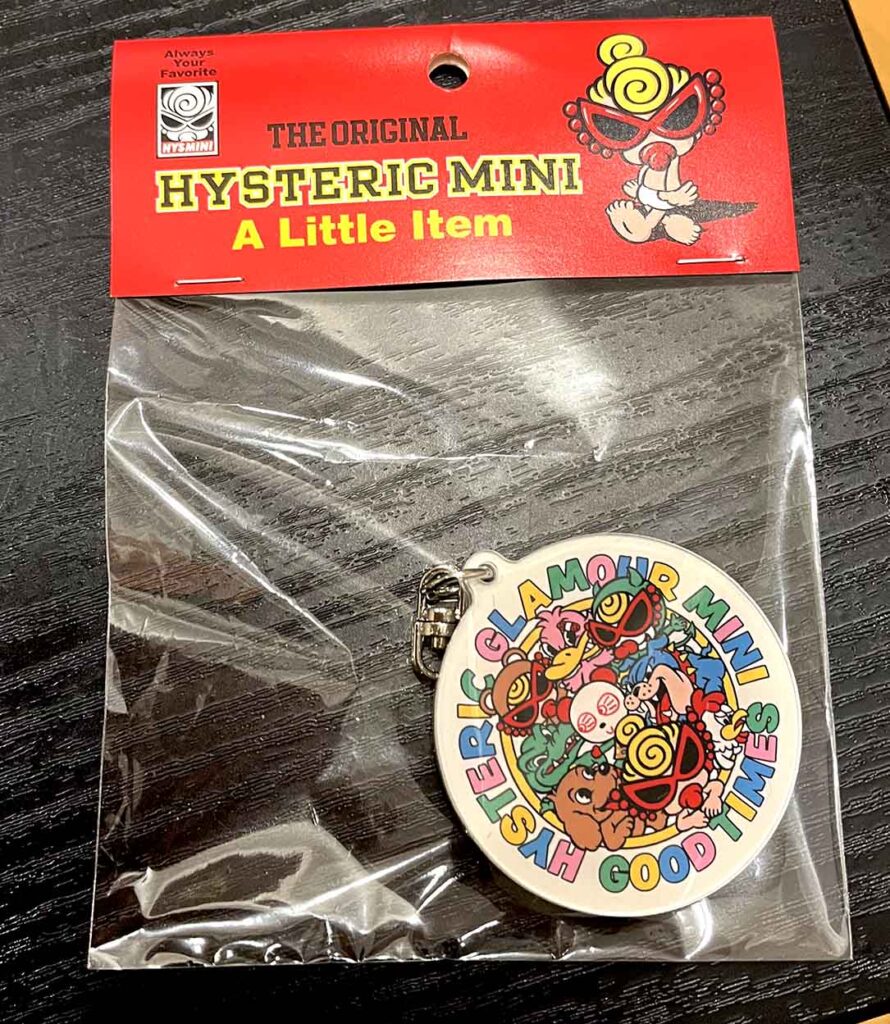 Always
Your
Favorite
HYSMINI
THE ORIGINAL
HYSTERIC MINI
A Little Item
HYSTERIC GLAMOUR MINI
GOOD TIMES